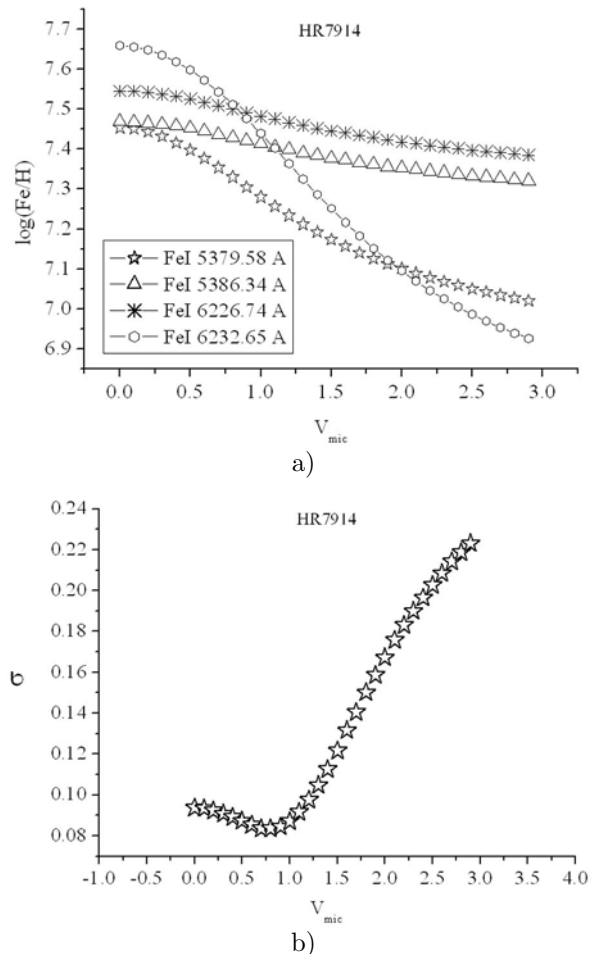 HR7914
7.7
7.6
7.5
7.4
7.3
7.2
7.1
7.0
6.9
log(Fe/H)
FeI 5379.58 A
FeI 5386.34 A
FeI 6226.74 A
FeI 6232.65 A
0.0 0.5 1.0 1.5 2.0 2.5 3.0
V_mic
a)
HR7914
0.24
0.22
0.20
0.18
0.16
0.14
0.12
0.10
0.08
σ
-1.0 -0.5 0.0 0.5 1.0 1.5 2.0 2.5 3.0 3.5 4.0
V_mic
b)